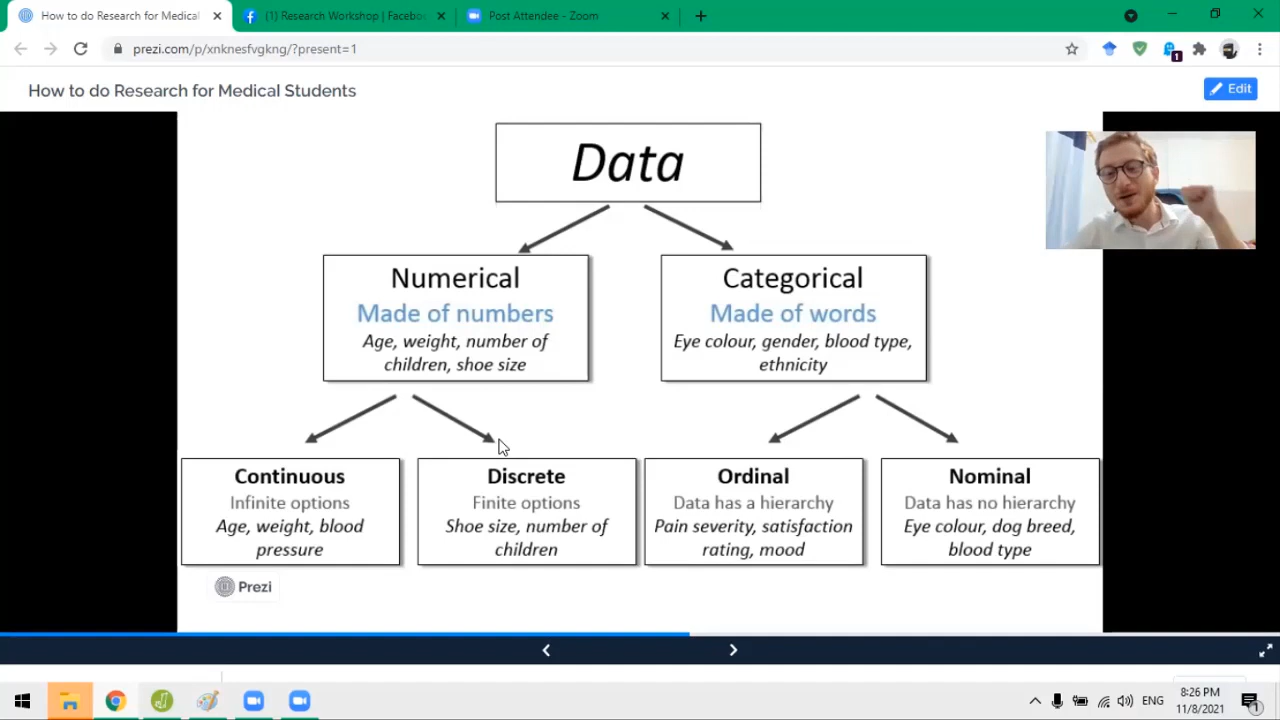 How to do Research for Medical
(1) Research Workshop | Facebo
Post Attendee - Zoom
prezi.com/p/xnknesfvgkng/?present=1
1
How to do Research for Medical Students
Edit
Data
Numerical
Made of numbers
Age, weight, number of
children, shoe size
Categorical
Made of words
Eye colour, gender, blood type,
ethnicity
Continuous
Infinite options
Age, weight, blood
pressure
Discrete
Finite options
Shoe size, number of
children
Ordinal
Data has a hierarchy
Pain severity, satisfaction
rating, mood
Nominal
Data has no hierarchy
Eye colour, dog breed,
blood type
Prezi
ENG
8:26 PM
11/8/2021
1